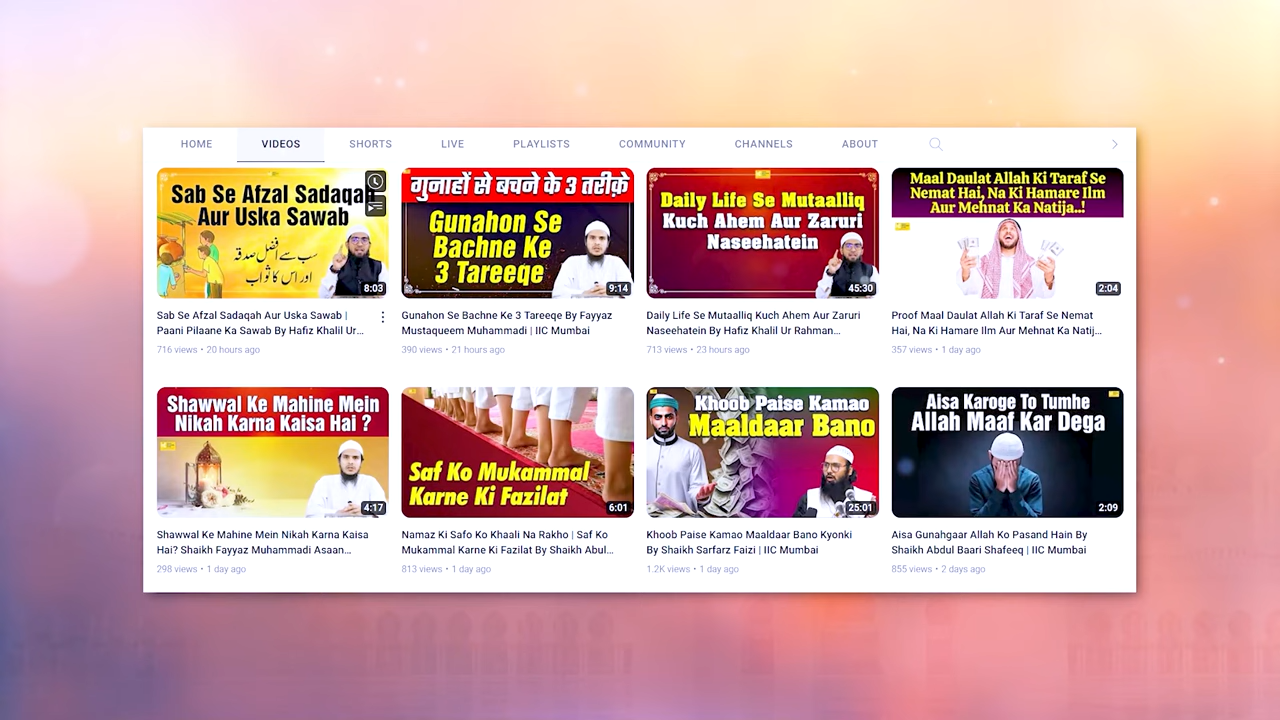 HOME VIDEOS SHORTS LIVE PLAYLISTS COMMUNITY CHANNELS ABOUT
Sab Se Afzal Sadaqah
Aur Uska Sawab
سب سے افضل صدقہ
اور اس کا ثواب
8:03
Sab Se Afzal Sadaqah Aur Uska Sawab |
Paani Pilaane Ka Sawab By Hafiz Khalil Ur...
716 views • 20 hours ago
गुनाहों से बचने के 3 तरीक़े
Gunahon Se
Bachne Ke
3 Tareeqe
9:14
Gunahon Se Bachne Ke 3 Tareeqe By Fayyaz
Mustaqueem Muhammadi | IIC Mumbai
390 views • 21 hours ago
Daily Life Se Mutaalliq
Kuch Ahem Aur Zaruri
Naseehatein
45:30
Daily Life Se Mutaalliq Kuch Ahem Aur Zaruri
Naseehatein By Hafiz Khalil Ur Rahman...
713 views • 23 hours ago
Maal Daulat Allah Ki Taraf Se
Nemat Hai, Na Ki Hamare Ilm
Aur Mehnat Ka Natija..!
2:04
Proof Maal Daulat Allah Ki Taraf Se Nemat
Hai, Na Ki Hamare Ilm Aur Mehnat Ka Natij...
357 views • 1 day ago
Shawwal Ke Mahine Mein
Nikah Karna Kaisa Hai ?
4:17
Shawwal Ke Mahine Mein Nikah Karna Kaisa
Hai? Shaikh Fayyaz Muhammadi Asaan...
298 views • 1 day ago
Saf Ko Mukammal
Karne Ki Fazilat
6:01
Namaz Ki Safo Ko Khaali Na Rakho | Saf Ko
Mukammal Karne Ki Fazilat By Shaikh Abul...
813 views • 1 day ago
Khoob Paise Kamao
Maaldaar Bano
25:01
Khoob Paise Kamao Maaldaar Bano Kyonki
By Shaikh Sarfarz Faizi | IIC Mumbai
1.2K views • 1 day ago
Aisa Karoge To Tumhe
Allah Maaf Kar Dega
2:09
Aisa Gunahgaar Allah Ko Pasand Hain By
Shaikh Abdul Baari Shafeeq | IIC Mumbai
855 views • 2 days ago